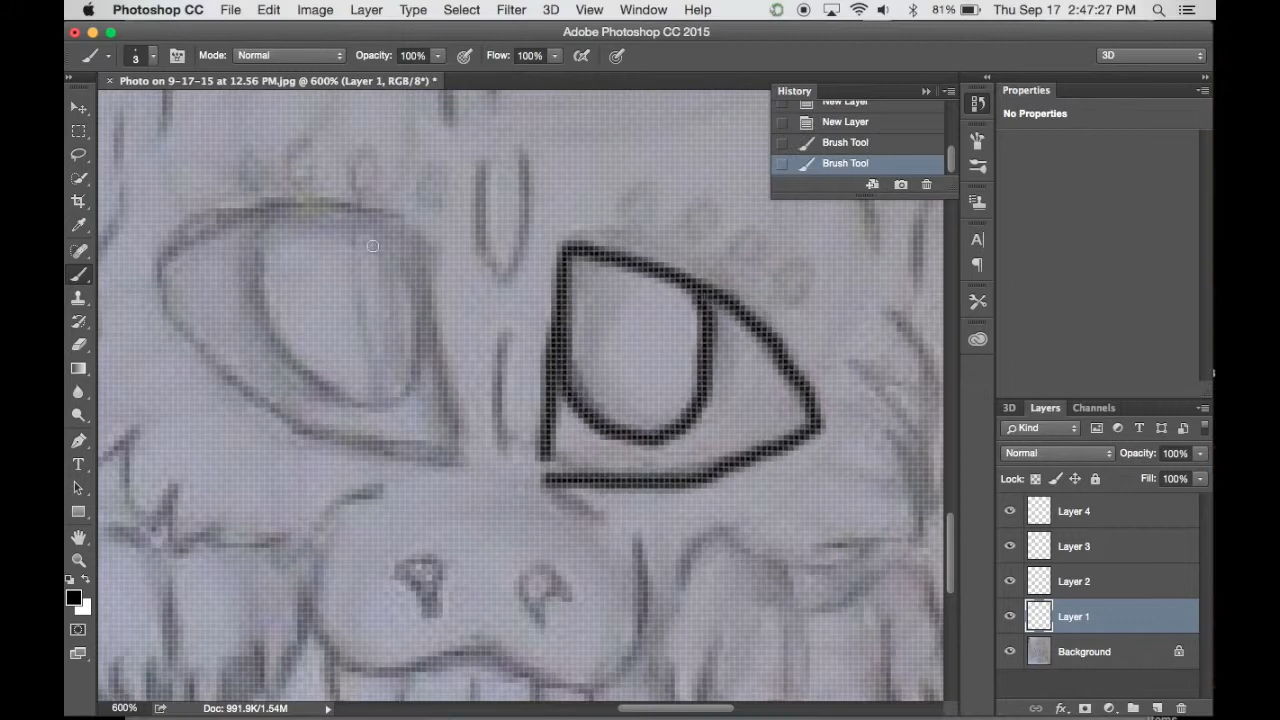 Photoshop CC File Edit Image Layer Type Select Filter 3D View Window Help 81% Thu Sep 17 2:47:27 PM
Adobe Photoshop CC 2015
3 Mode: Normal Opacity: 100% Flow: 100% 3D
× Photo on 9-17-15 at 12.56 PM.jpg @ 600% (Layer 1, RGB/8*) *
History
New Layer
New Layer
Brush Tool
Brush Tool
Properties
No Properties
3D Layers Channels
Kind
Normal Opacity: 100%
Lock: Fill: 100%
Layer 4
Layer 3
Layer 2
Layer 1
Background
600% Doc: 991.9K/1.54M